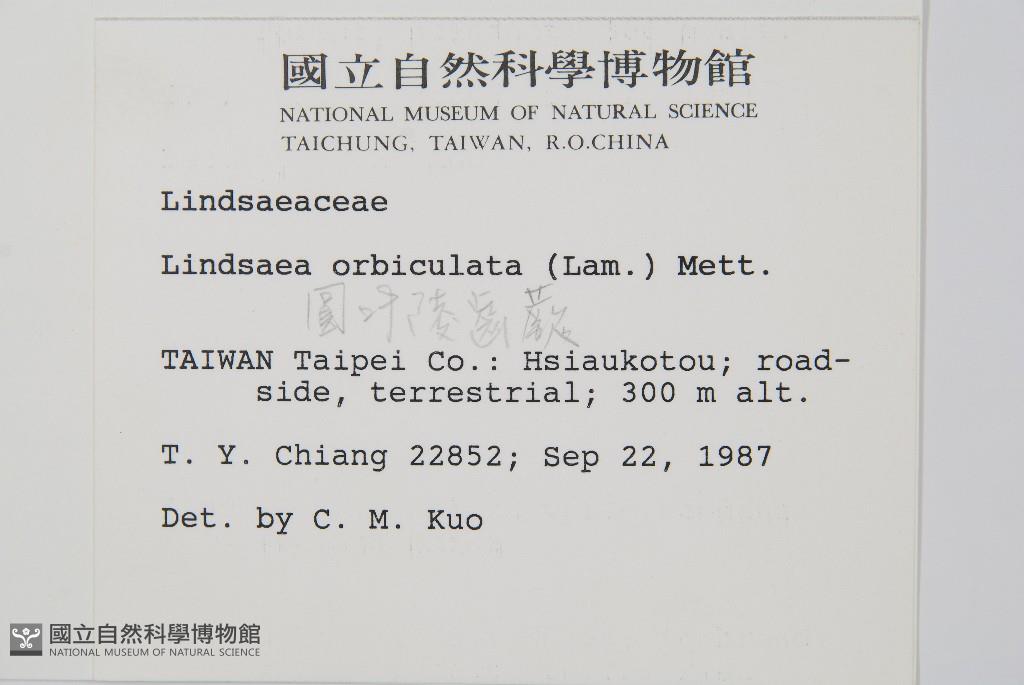 國立自然科學博物館
NATIONAL MUSEUM OF NATURAL SCIENCE
TAICHUNG, TAIWAN, R.O.CHINA
Lindsaeaceae
Lindsaea orbiculata (Lam.) Mett.
圓叶陵齒蕨
TAIWAN Taipei Co.: Hsiaukotou; road-
side, terrestrial; 300 m alt.
T. Y. Chiang 22852; Sep 22, 1987
Det. by C. M. Kuo
國立自然科學博物館
NATIONAL MUSEUM OF NATURAL SCIENCE